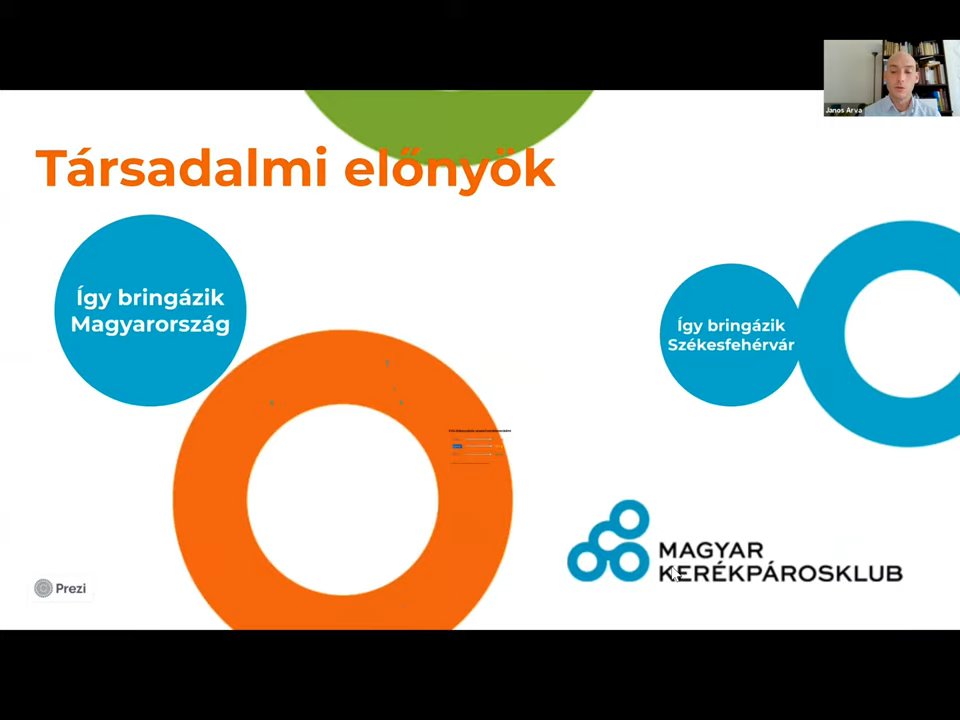 Janos Arva
Társadalmi előnyök
Így bringázik
Magyarország
Így bringázik
Székesfehérvár
MAGYAR
KERÉKPÁROSKLUB
Prezi